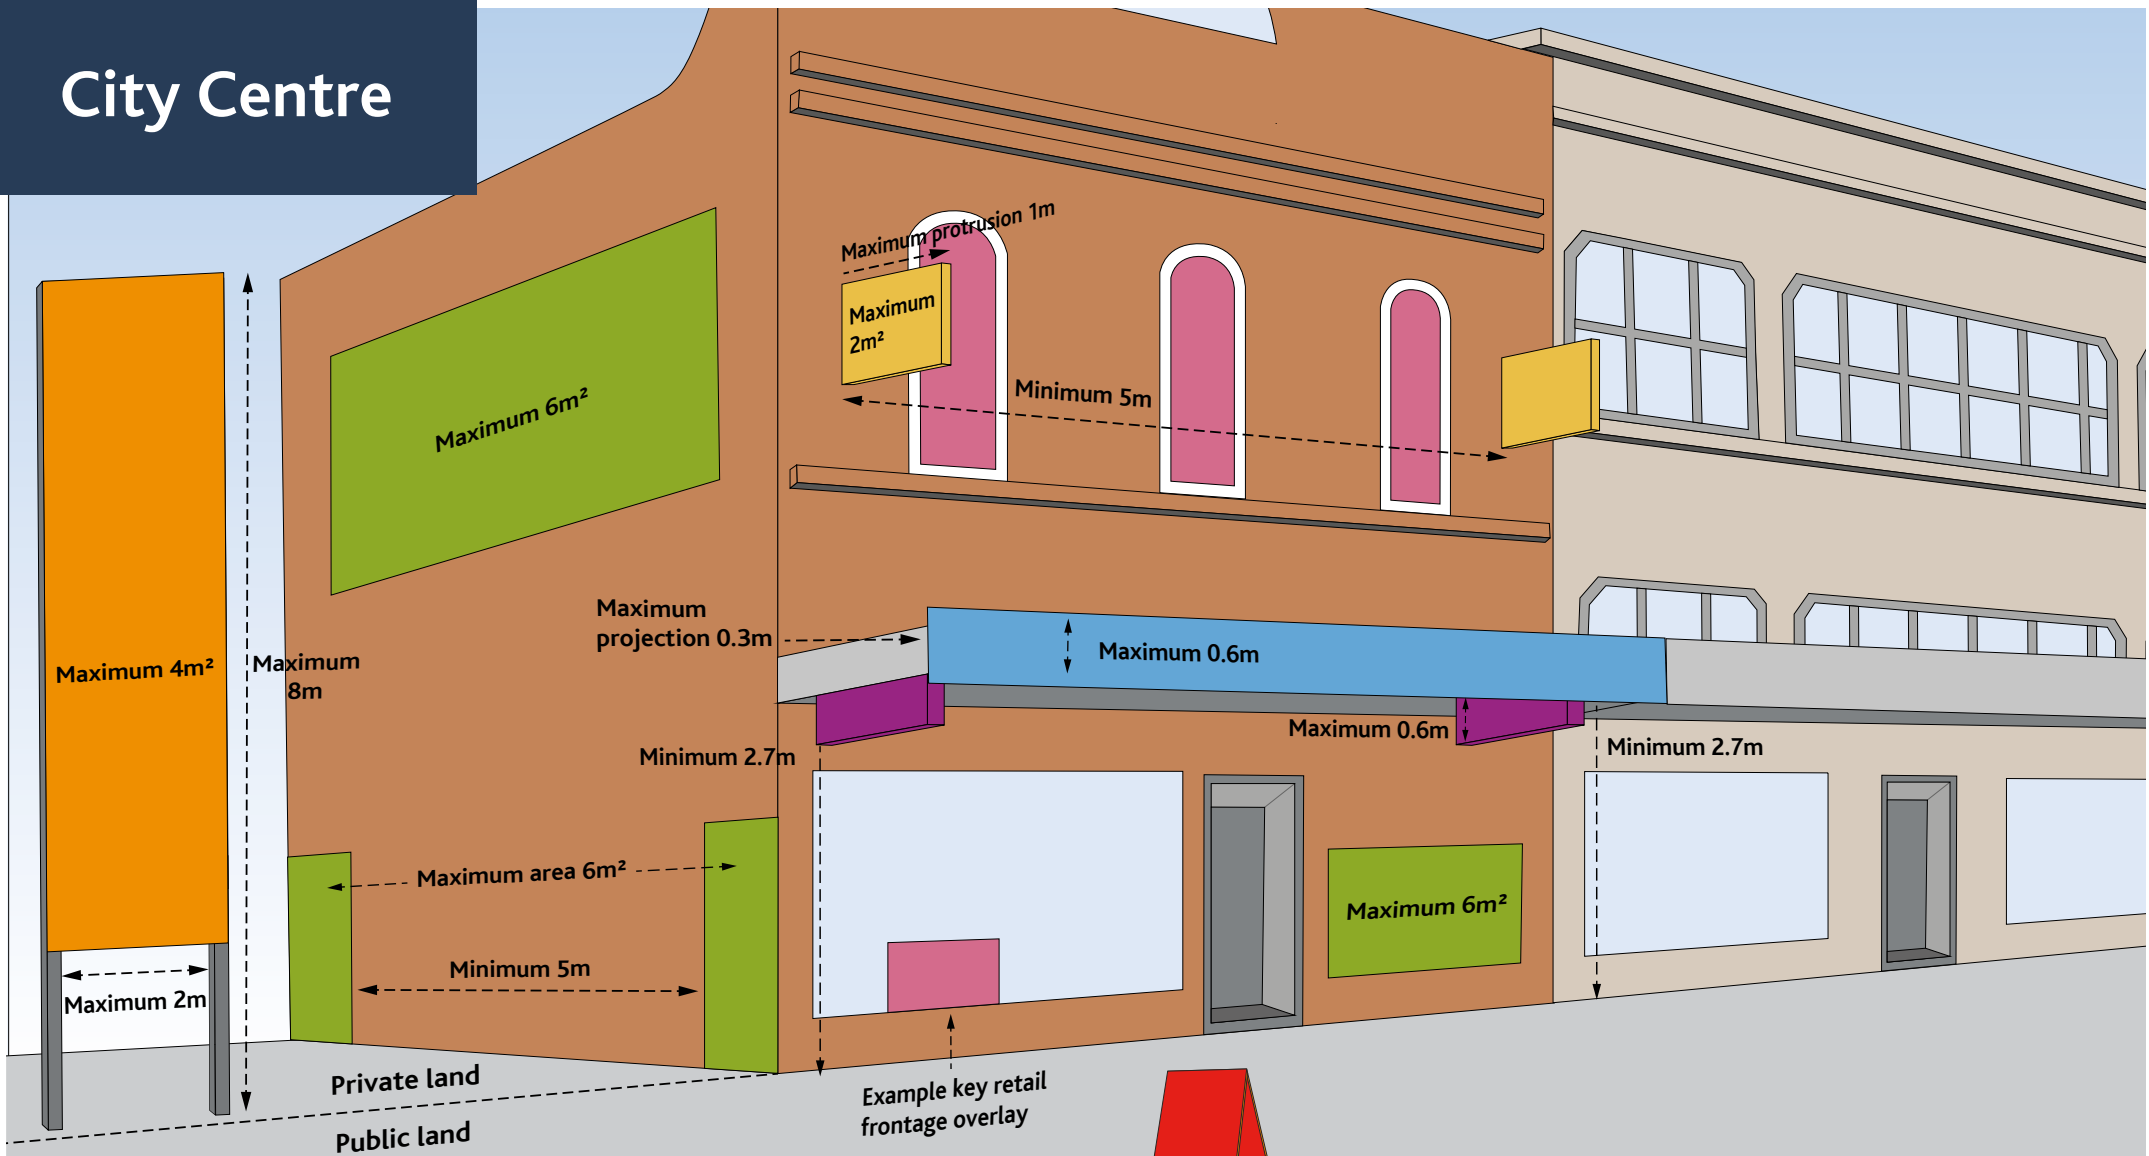 City Centre
Maximum protrusion 1m
Maximum
2m²
Maximum 6m²
Minimum 5m
Maximum
projection 0.3m
Maximum 0.6m
Maximum 4m²
Maximum
8m
Maximum 0.6m
Minimum 2.7m
Minimum 2.7m
Maximum area 6m²
Maximum 6m²
Minimum 5m
Maximum 2m
Example key retail
frontage overlay
Private land
Public land